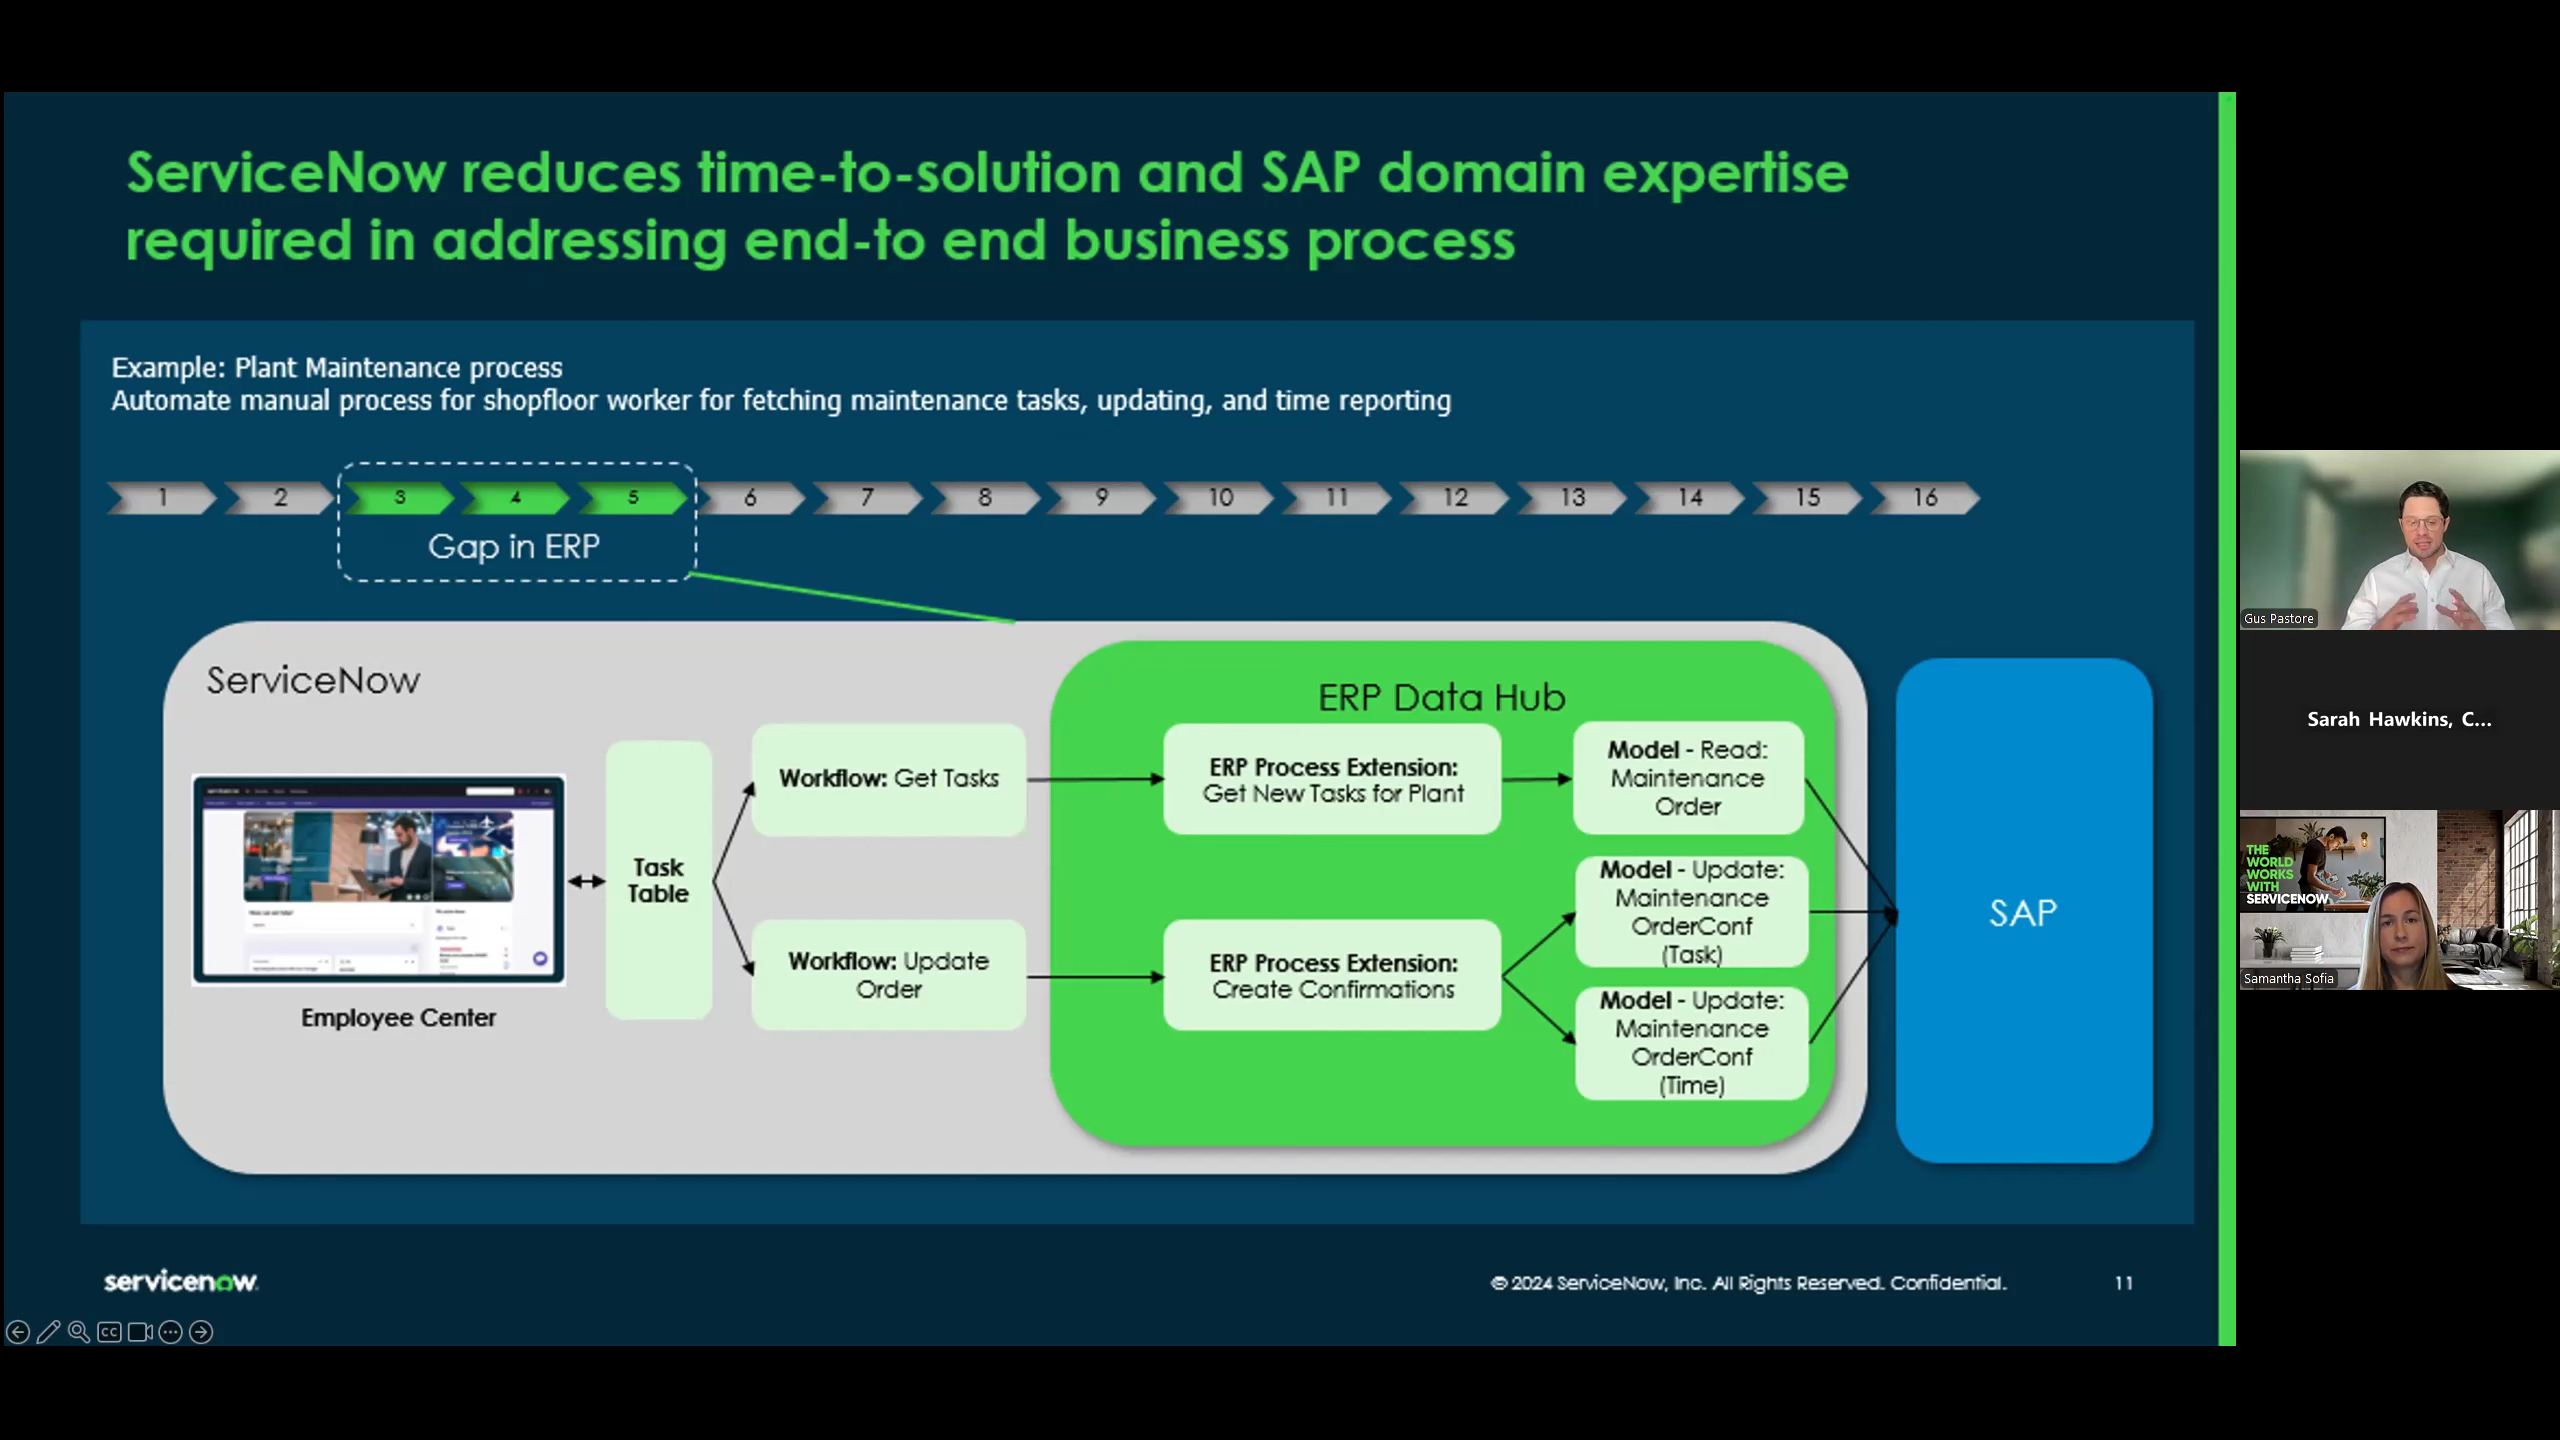 ServiceNow reduces time-to-solution and SAP domain expertise
required in addressing end-to end business process
Example: Plant Maintenance process
Automate manual process for shopfloor worker for fetching maintenance tasks, updating, and time reporting
1 2 3 4 5 6 7 8 9 10 11 12 13 14 15 16
Gap in ERP
ServiceNow
Employee Center
Task
Table
Workflow: Get Tasks
Workflow: Update
Order
ERP Data Hub
ERP Process Extension:
Get New Tasks for Plant
ERP Process Extension:
Create Confirmations
Model - Read:
Maintenance
Order
Model - Update:
Maintenance
OrderConf
(Task)
Model - Update:
Maintenance
OrderConf
(Time)
SAP
servicenow
© 2024 ServiceNow, Inc. All Rights Reserved. Confidential.
11
CC
Gus Pastore
Sarah Hawkins, C...
THE
WORLD
WORKS
WITH
SERVICENOW
Samantha Sofia